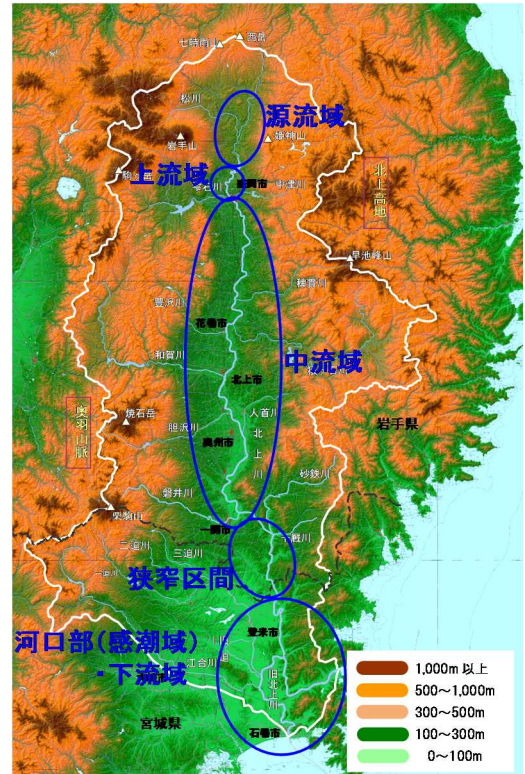 七時雨山
西岳
松川
源流域
岩手山
姫神山
上流域
盛岡市
中津川
北上高地
早池峰山
稗貫川
豊沢川
花巻市
中流域
和賀川
北上市
人首川
焼石岳
岩手県
奥羽山脈
胆沢川
奥州市
北上川
砂鉄川
磐井川
栗駒山
一関市
千厩川
二迫川
三迫川
一迫川
狭窄区間
河口部(感潮域)
・下流域
登米市
江合川
旧北上川
宮城県
石巻市
1,000m 以上
500～1,000m
300～500m
100～300m
0～100m